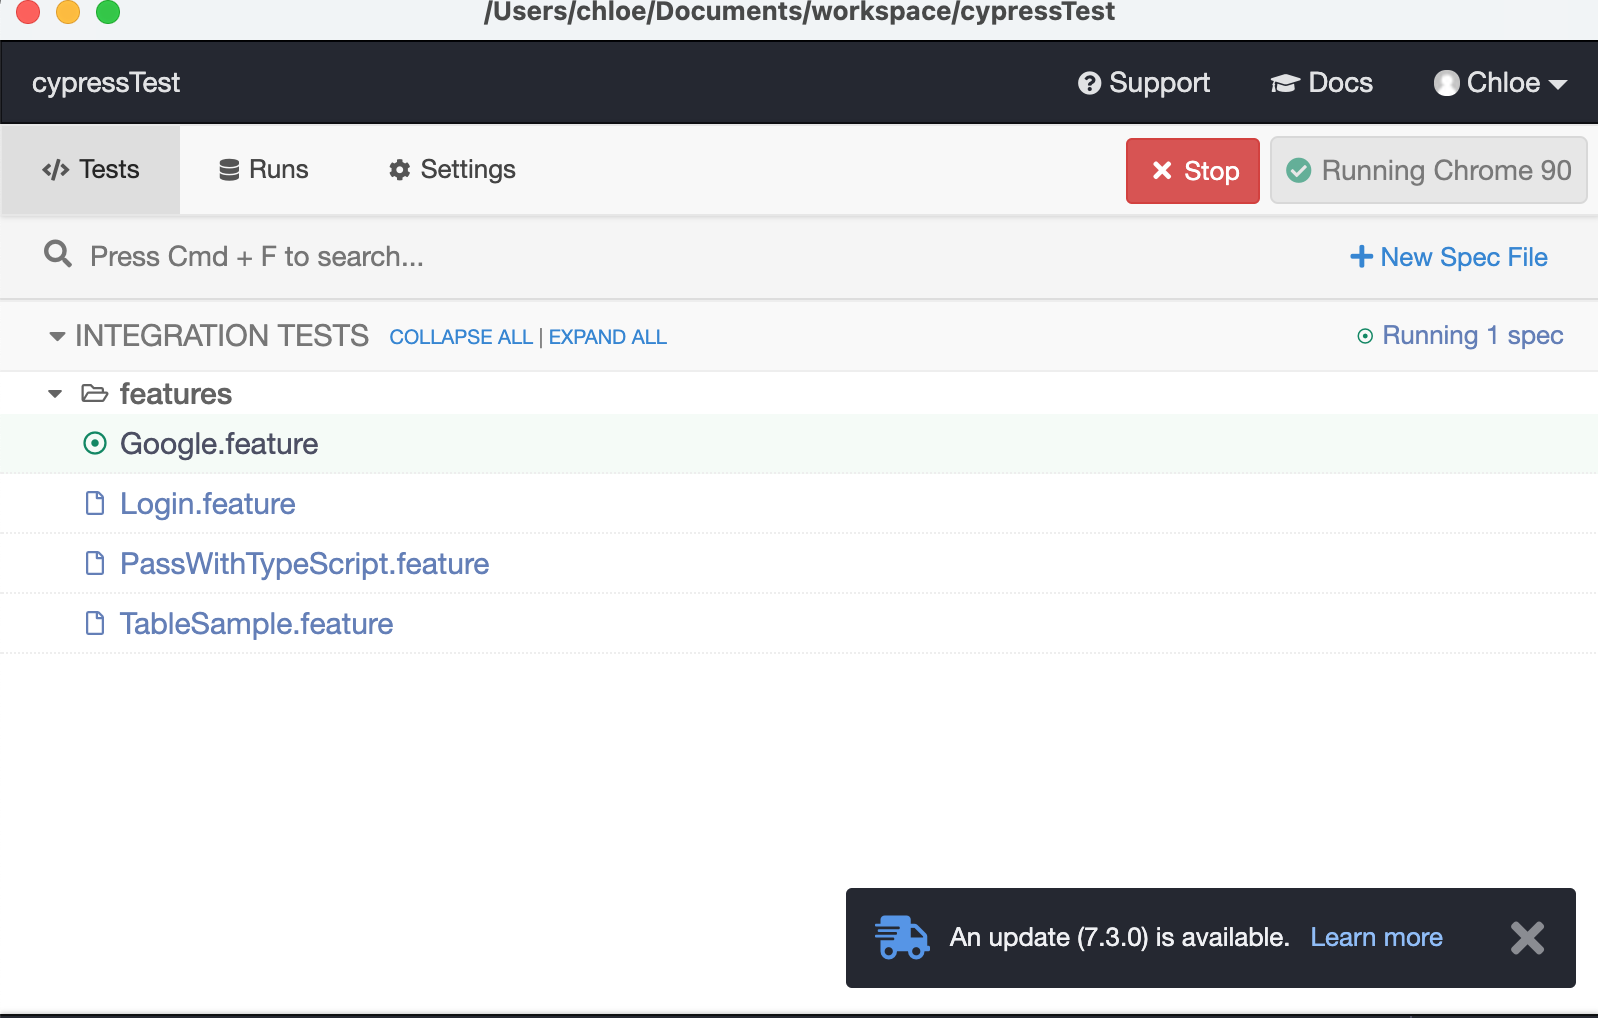 /Users/chloe/Documents/workspace/cypressTest
cypressTest Support Docs Chloe
</> Tests Runs Settings Stop Running Chrome 90
Press Cmd + F to search... New Spec File
INTEGRATION TESTS COLLAPSE ALL | EXPAND ALL Running 1 spec
features
Google.feature
Login.feature
PassWithTypeScript.feature
TableSample.feature
An update (7.3.0) is available. Learn more